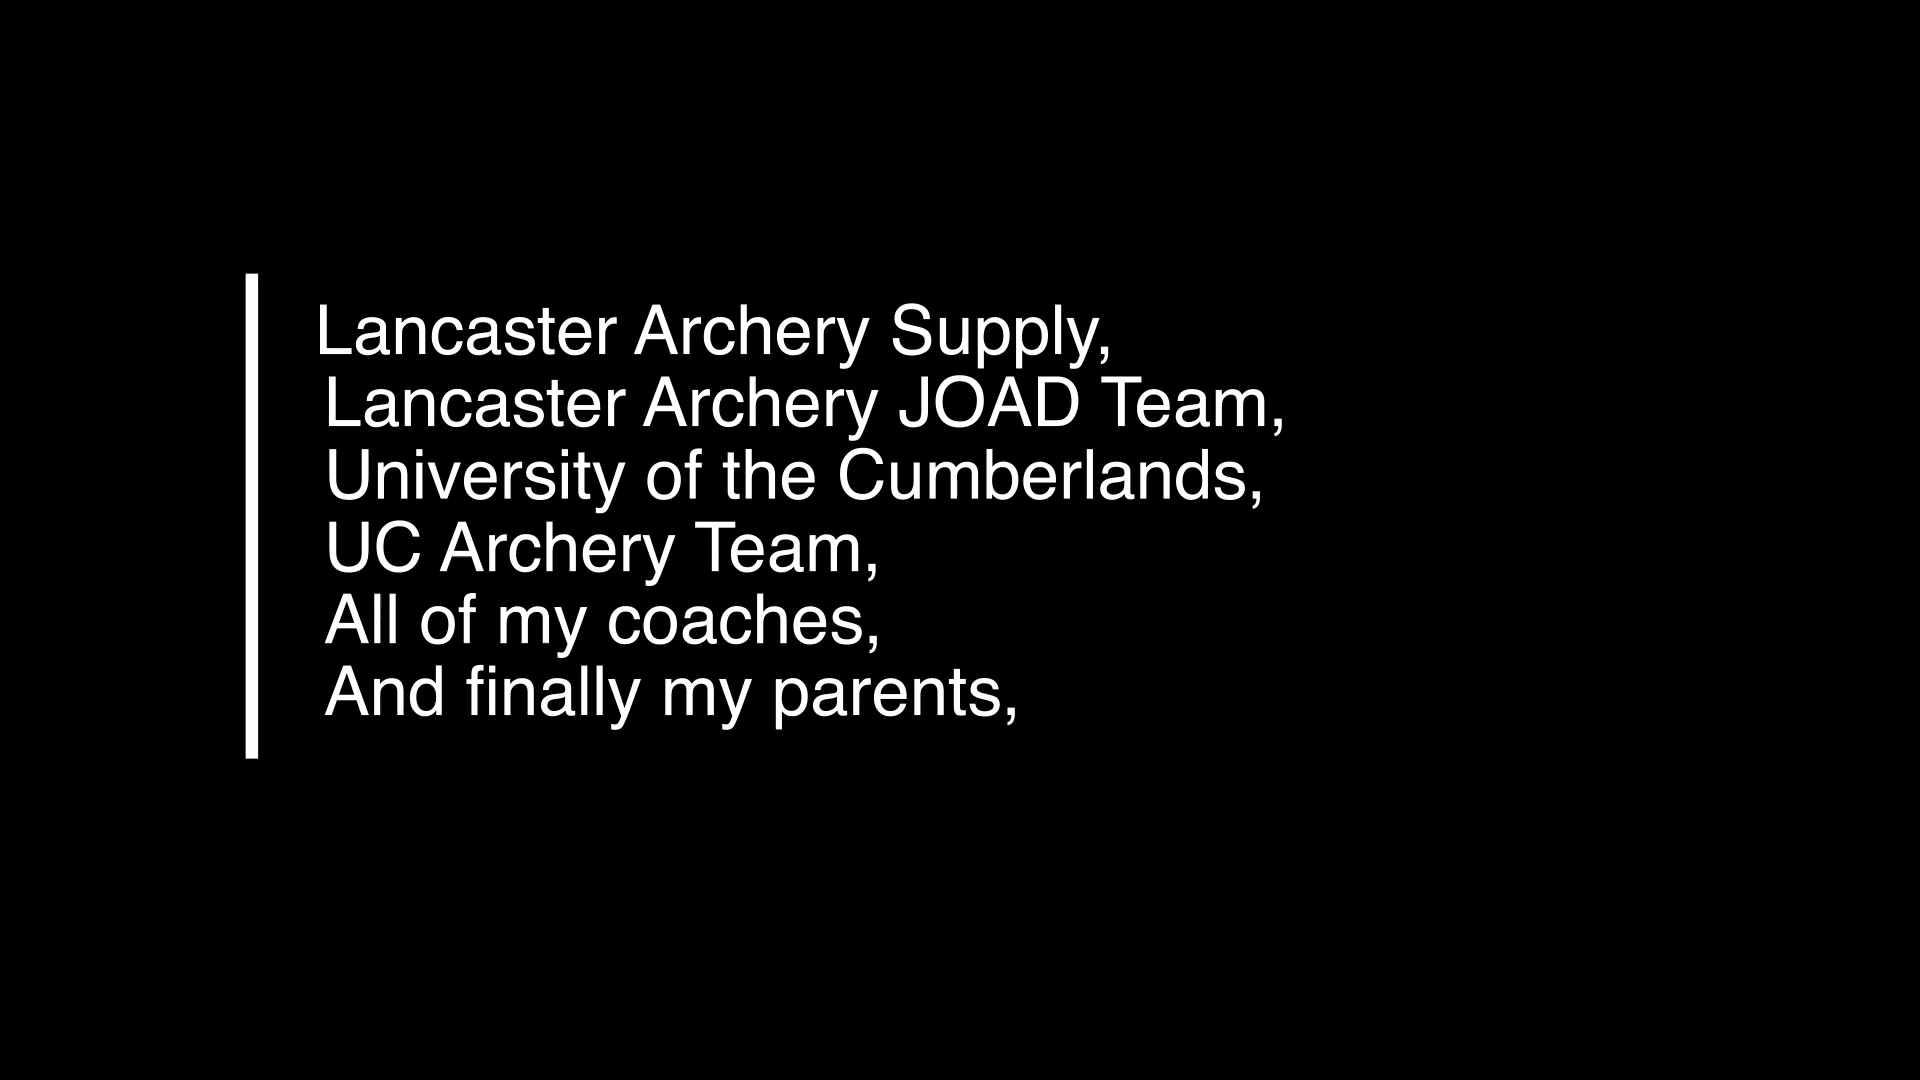 Lancaster Archery Supply,
Lancaster Archery JOAD Team,
University of the Cumberlands,
UC Archery Team,
All of my coaches,
And finally my parents,